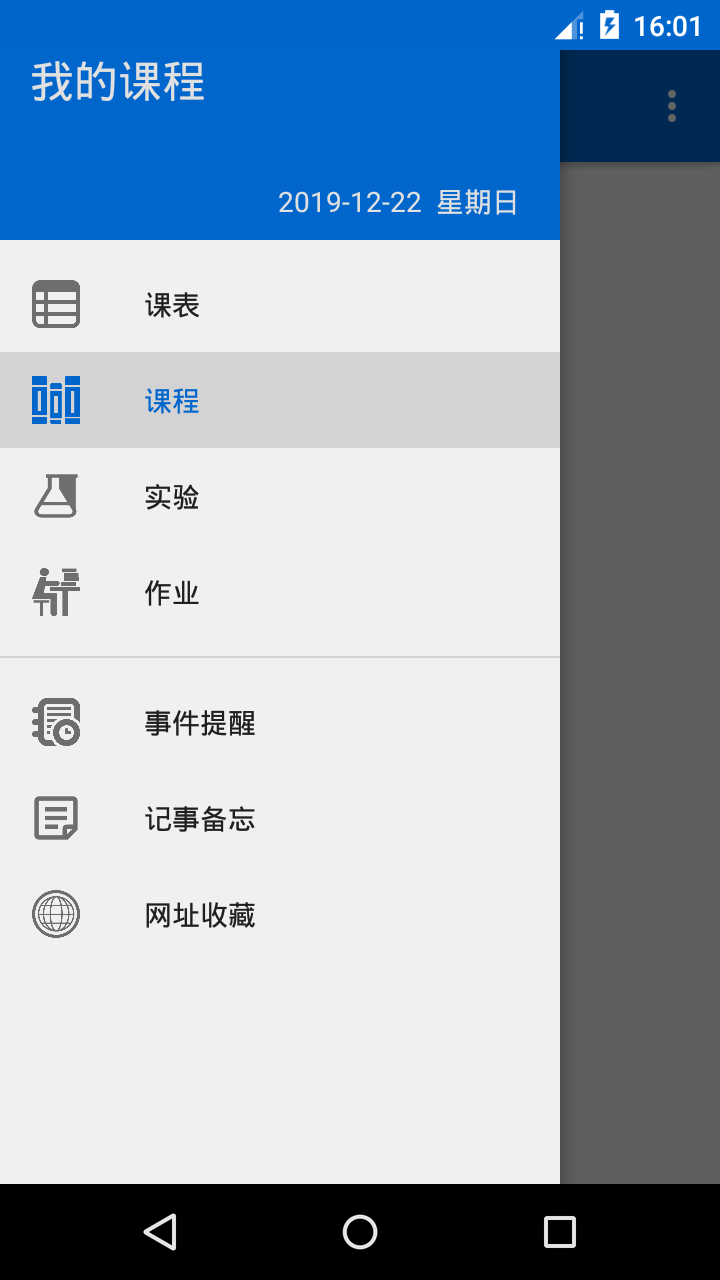 16:01
我的课程
2019-12-22 星期日
课表
课程
实验
作业
事件提醒
记事备忘
网址收藏